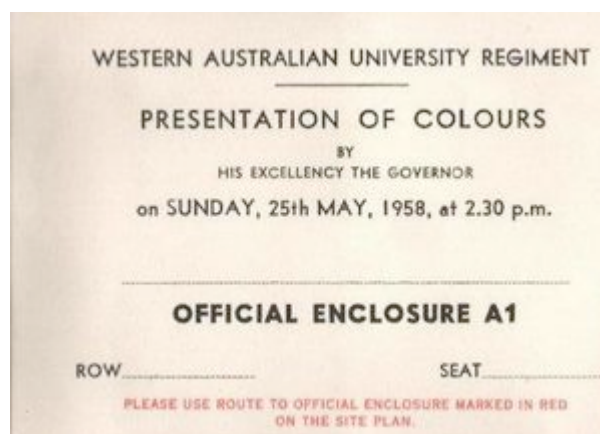 WESTERN AUSTRALIAN UNIVERSITY REGIMENT
PRESENTATION OF COLOURS
BY
HIS EXCELLENCY THE GOVERNOR
on SUNDAY, 25th MAY, 1958, at 2.30 p.m.
OFFICIAL ENCLOSURE A1
ROW SEAT
PLEASE USE ROUTE TO OFFICIAL ENCLOSURE MARKED IN RED
ON THE SITE PLAN.